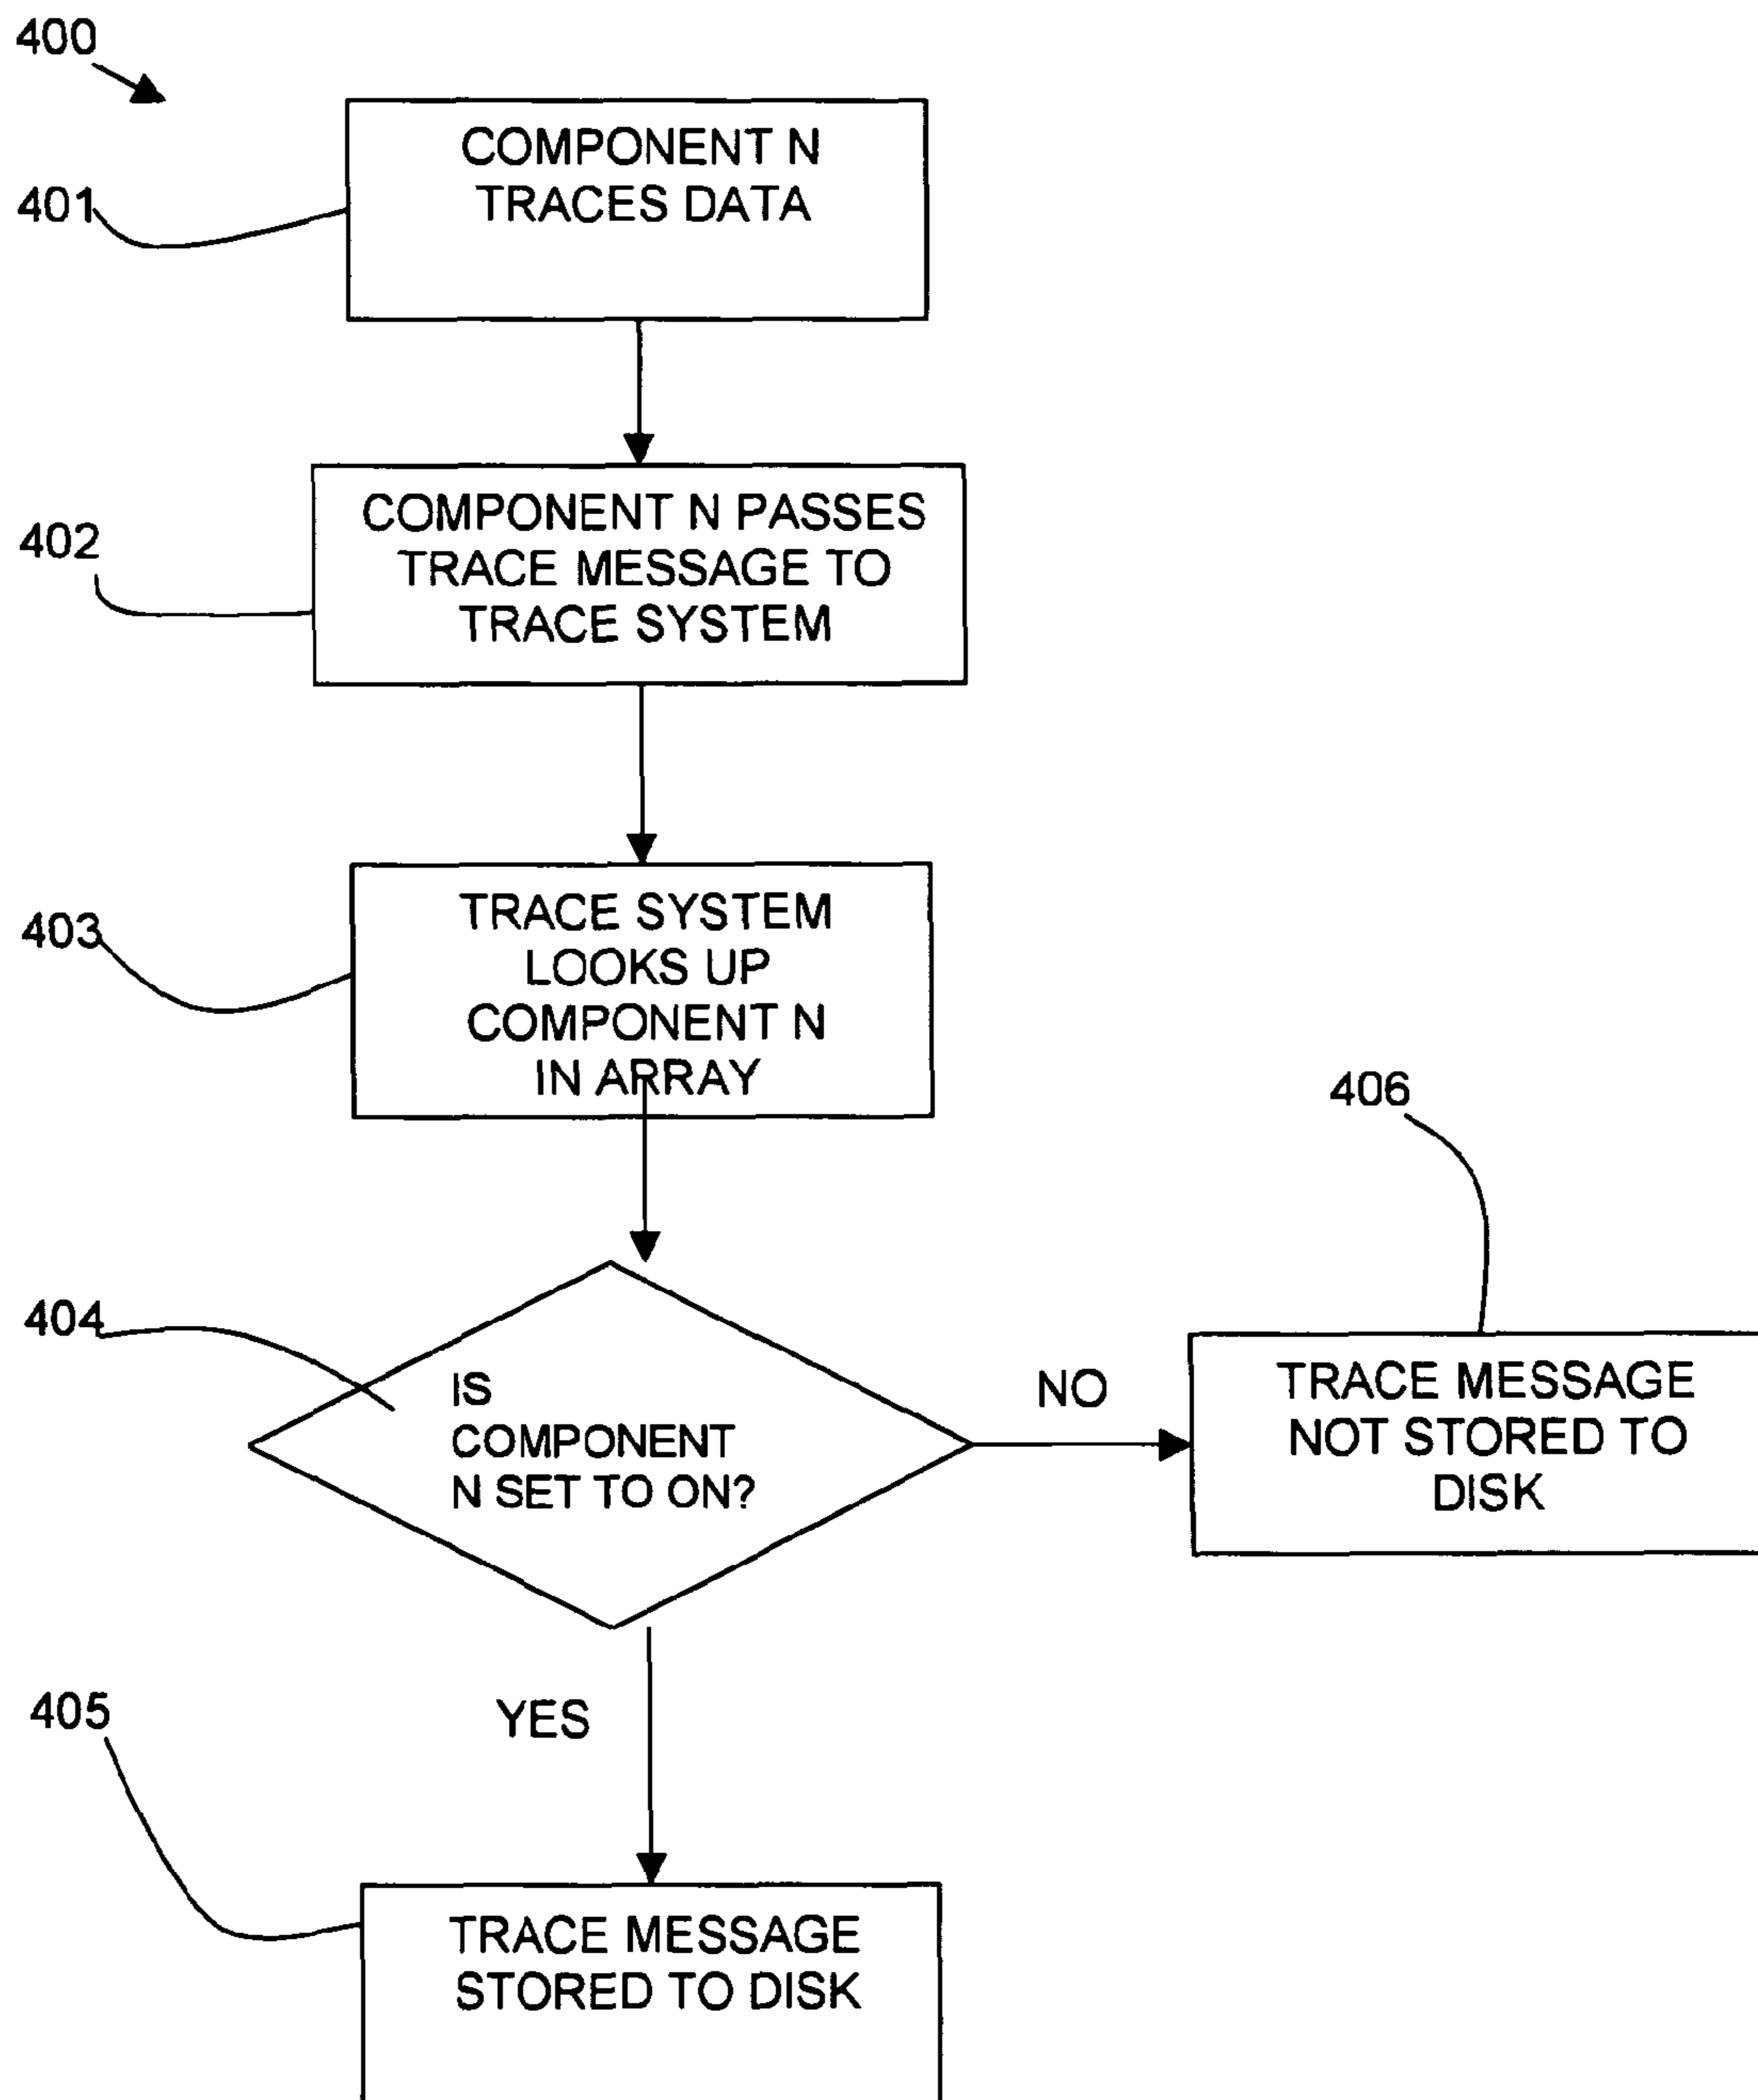 400
COMPONENT N
TRACES DATA
401
COMPONENT N PASSES
TRACE MESSAGE TO
TRACE SYSTEM
402
TRACE SYSTEM
LOOKS UP
COMPONENT N
IN ARRAY
403
406
404
IS
COMPONENT
N SET TO ON?
NO
TRACE MESSAGE
NOT STORED TO
DISK
YES
405
TRACE MESSAGE
STORED TO DISK